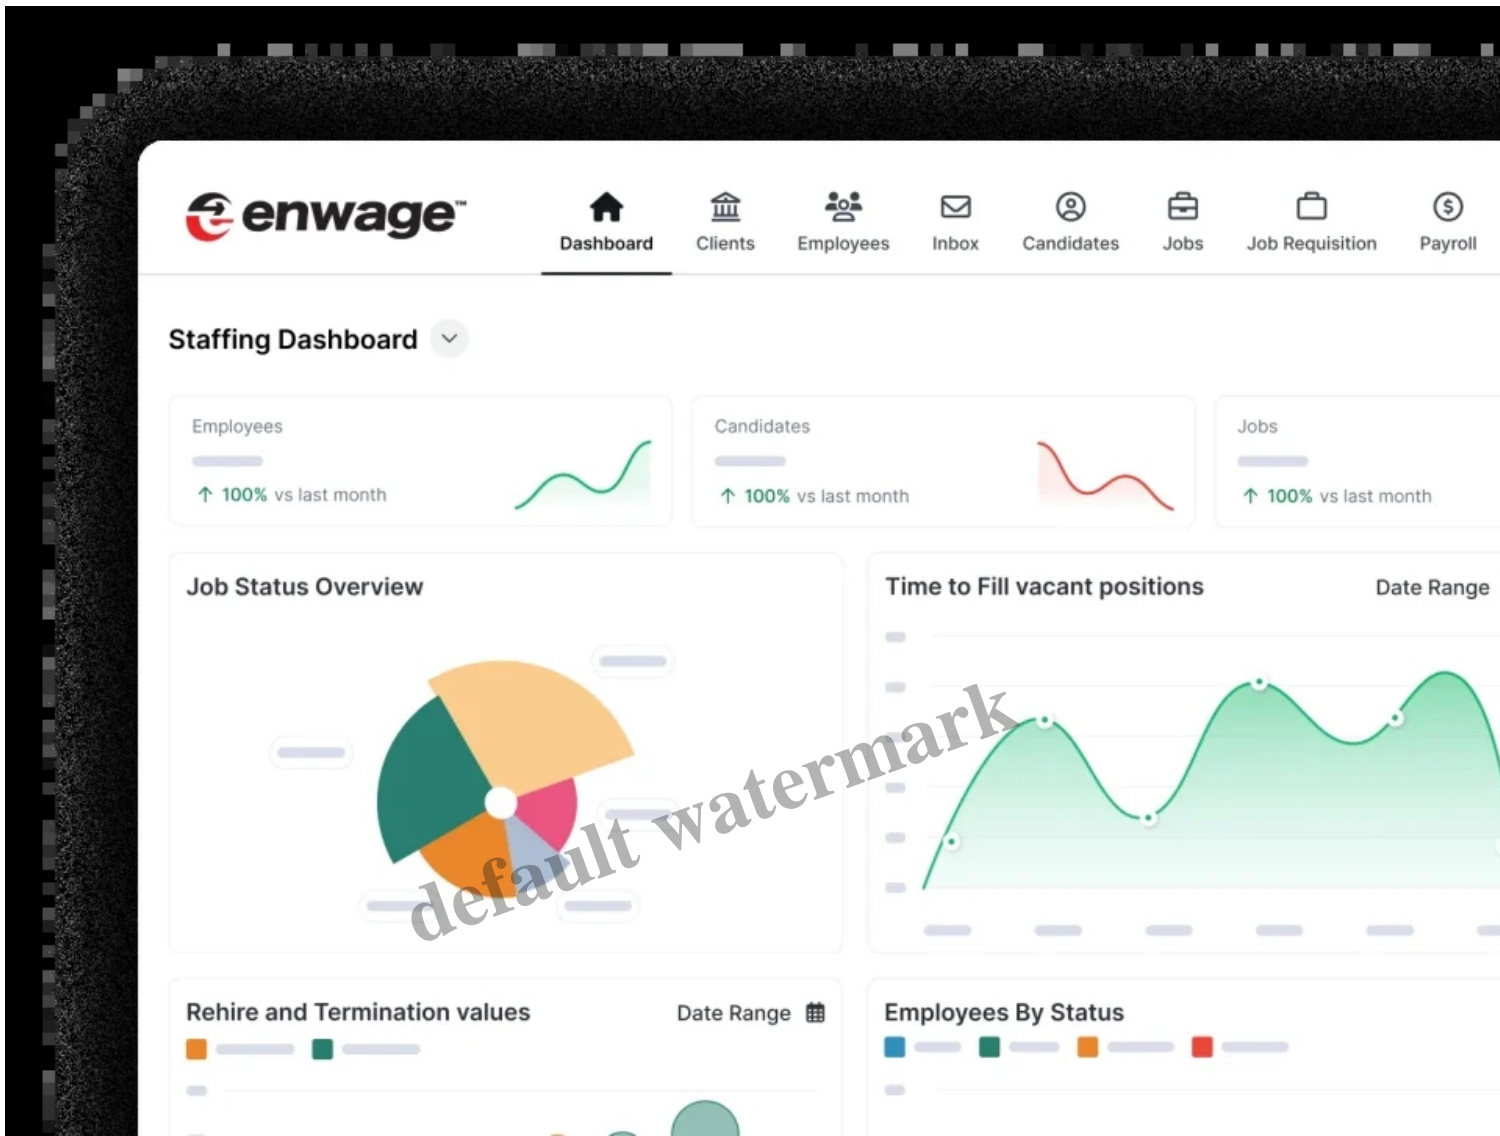 enwage™
Dashboard
Clients
Employees
Inbox
Candidates
Jobs
Job Requisition
Payroll
Staffing Dashboard
Employees
↑ 100% vs last month
Candidates
↑ 100% vs last month
Jobs
↑ 100% vs last month
Job Status Overview
Time to Fill vacant positions
Date Range
default watermark
Rehire and Termination values
Date Range
Employees By Status